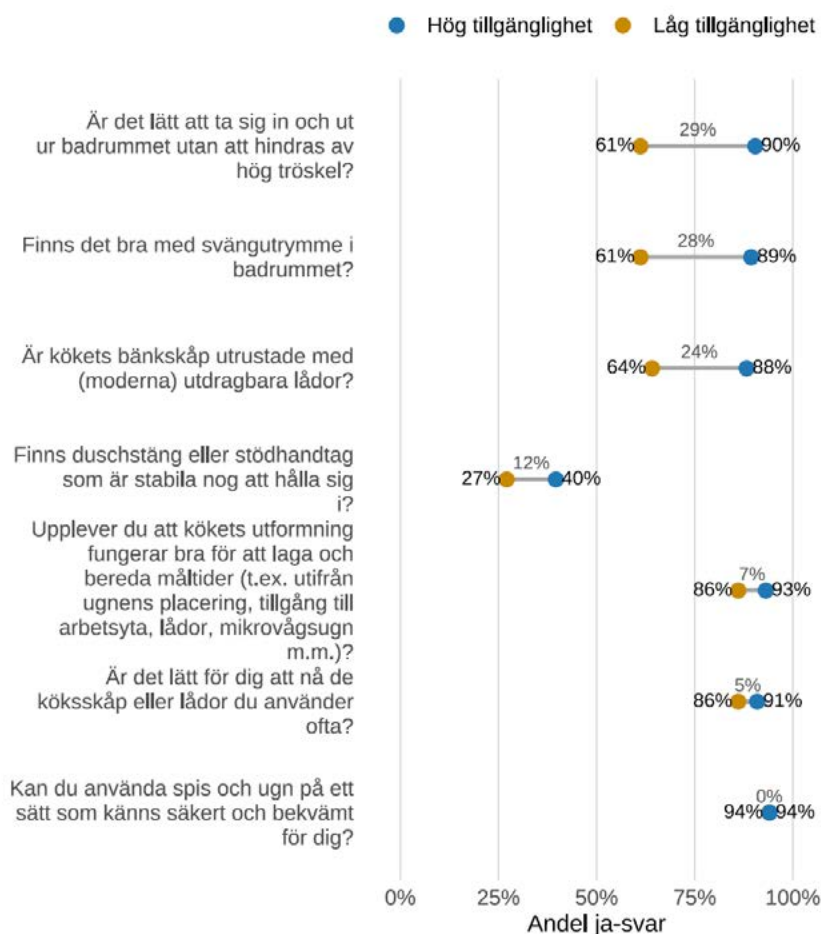 Hög tillgänglighet Låg tillgänglighet
Är det lätt att ta sig in och ut
ur badrummet utan att hindras av
hög tröskel?
61% 29% 90%
Finns det bra med svängutrymme i
badrummet?
61% 28% 89%
Är kökets bänkskåp utrustade med
(moderna) utdragbara lådor?
64% 24% 88%
Finns duschstäng eller stödhandtag
som är stabila nog att hålla sig
i?
27% 12% 40%
Upplever du att kökets utformning
fungerar bra för att laga och
bereda måltider (t.ex. utifrån
ugnens placering, tillgång till
arbetsyta, lådor, mikrovågsugn
m.m.)?
86% 7% 93%
Är det lätt för dig att nå de
köksskåp eller lådor du använder
ofta?
86% 5% 91%
Kan du använda spis och ugn på ett
sätt som känns säkert och bekvämt
för dig?
94% 0% 94%
0% 25% 50% 75% 100%
Andel ja-svar